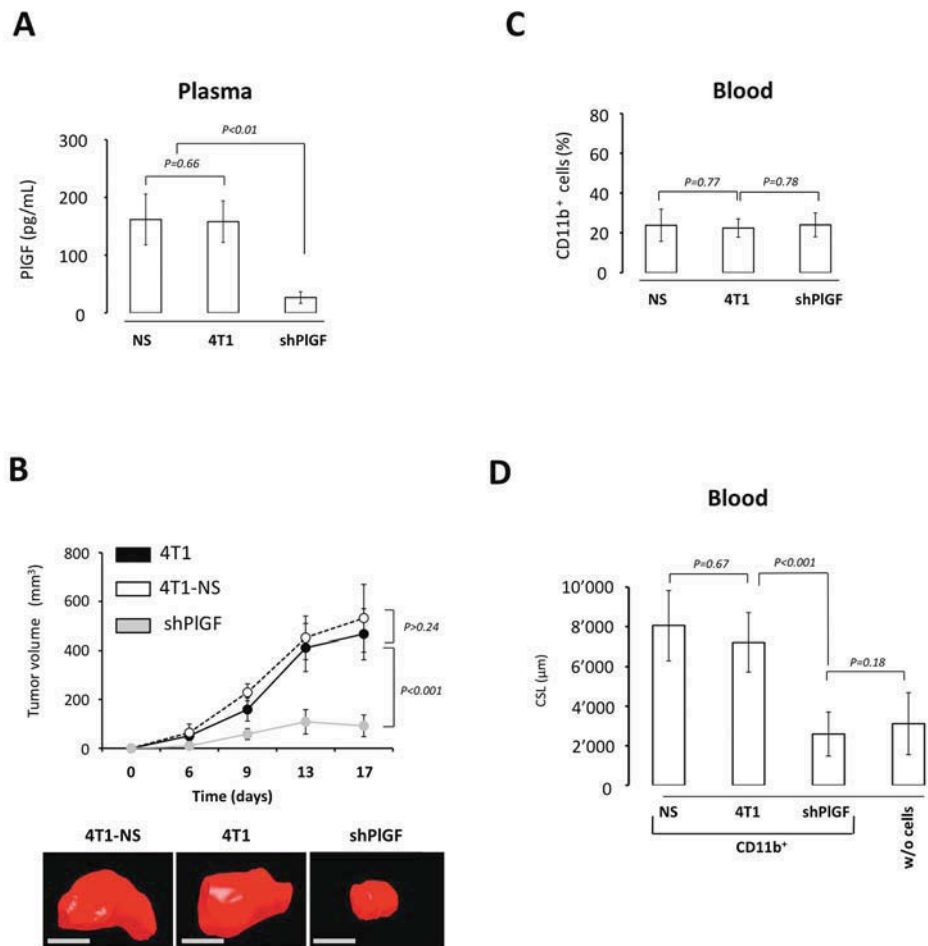 A
Plasma
P<0.01
P=0.66
300
200
100
0
PlGF (pg/mL)
NS 4T1 shPlGF
C
Blood
P=0.77 P=0.78
80
60
40
20
0
CD11b⁺ cells (%)
NS 4T1 shPlGF
B
4T1
4T1-NS
shPlGF
800
600
400
200
0
Tumor volume (mm³)
P>0.24
P<0.001
0 6 9 13 17
Time (days)
4T1-NS 4T1 shPlGF
D
Blood
P=0.67 P<0.001
P=0.18
10’000
8’000
6’000
4’000
2’000
0
CSL (μm)
NS 4T1 shPlGF w/o cells
CD11b⁺